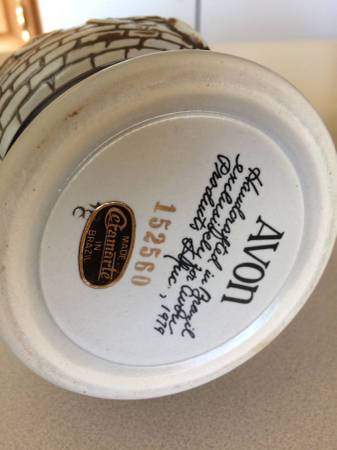 AVON
Handcrafted in Brazil
exclusively for Avon
Products, Inc., 1979
152560
MADE
IN
BRAZIL
Ceramarte